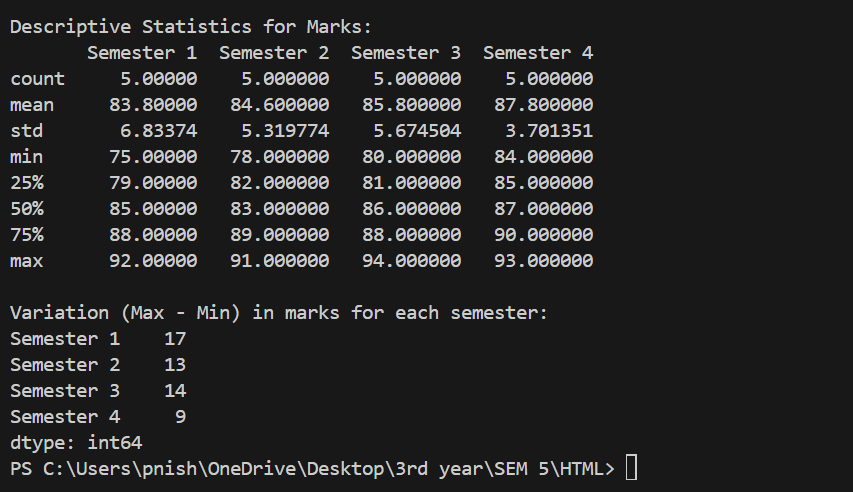 Descriptive Statistics for Marks:
       Semester 1  Semester 2  Semester 3  Semester 4
count     5.00000    5.000000    5.000000    5.000000
mean     83.80000   84.600000   85.800000   87.800000
std       6.83374    5.319774    5.674504    3.701351
min      75.00000   78.000000   80.000000   84.000000
25%      79.00000   82.000000   81.000000   85.000000
50%      85.00000   83.000000   86.000000   87.000000
75%      88.00000   89.000000   88.000000   90.000000
max      92.00000   91.000000   94.000000   93.000000
Variation (Max - Min) in marks for each semester:
Semester 1    17
Semester 2    13
Semester 3    14
Semester 4     9
dtype: int64
PS C:\Users\pnish\OneDrive\Desktop\3rd year\SEM 5\HTML>